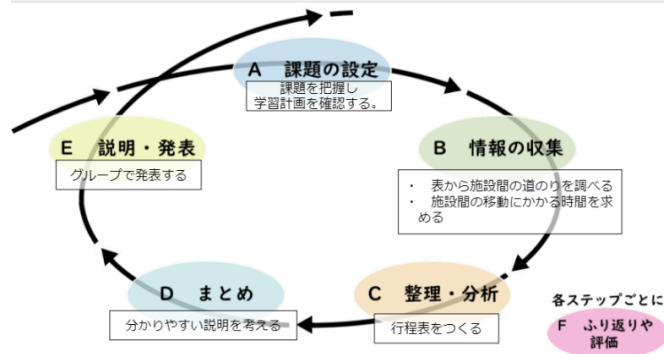 A 課題の設定
課題を把握し
学習計画を確認する。
B 情報の収集
・ 表から施設間の道のりを調べる
・ 施設間の移動にかかる時間を求
める
C 整理・分析
行程表をつくる
D まとめ
分かりやすい説明を考える
E 説明・発表
グループで発表する
各ステップごとに
F ふり返りや
評価